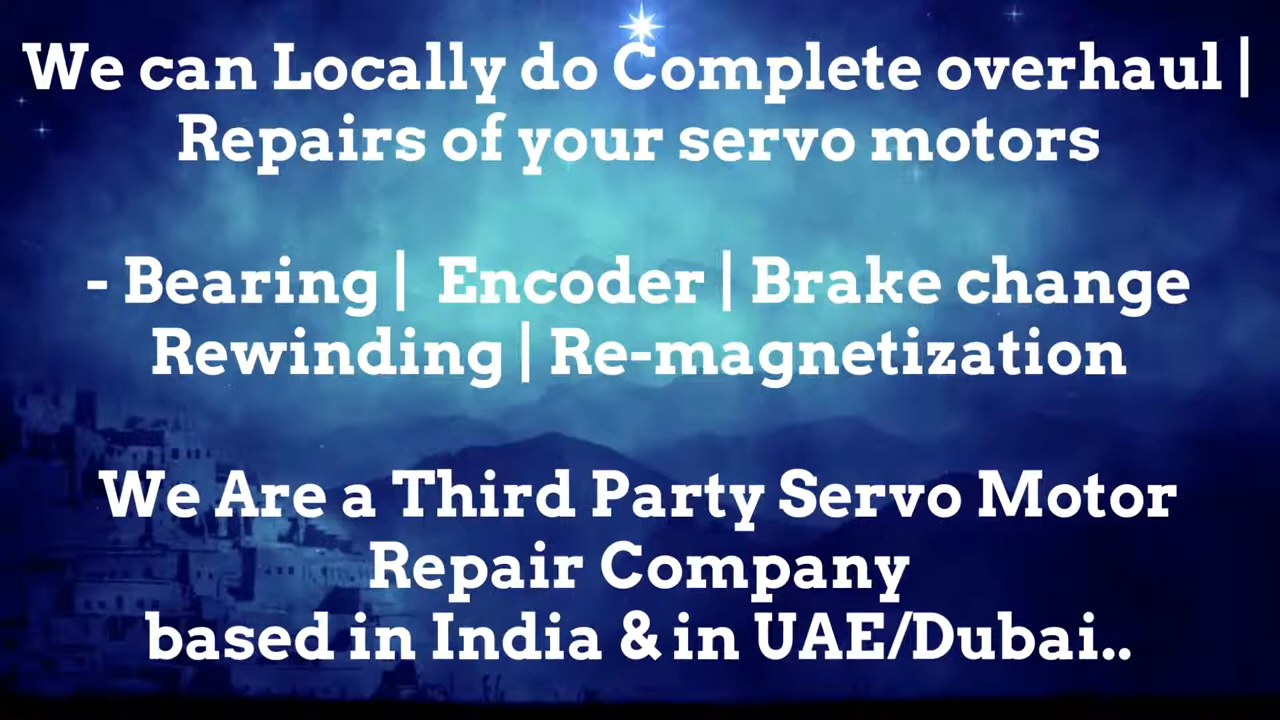 We can Locally do Complete overhaul |
Repairs of your servo motors
- Bearing | Encoder | Brake change
Rewinding | Re-magnetization
We Are a Third Party Servo Motor
Repair Company
based in India & in UAE/Dubai..